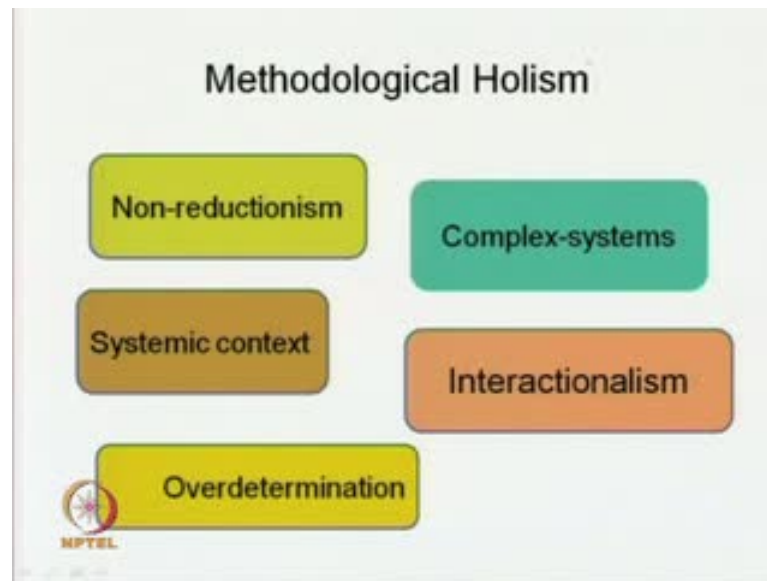 Methodological Holism
Non-reductionism
Complex-systems
Systemic context
Interactionalism
Overdetermination
NPTEL